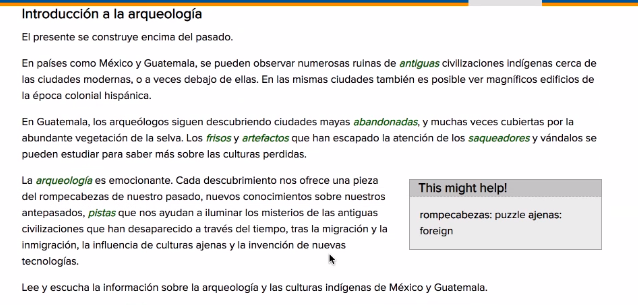 Introducción a la arqueología
El presente se construye encima del pasado.
En países como México y Guatemala, se pueden observar numerosas ruinas de antiguas civilizaciones indígenas cerca de
las ciudades modernas, o a veces debajo de ellas. En las mismas ciudades también es posible ver magníficos edificios de
la época colonial hispánica.
En Guatemala, los arqueólogos siguen descubriendo ciudades mayas abandonadas, y muchas veces cubiertas por la
abundante vegetación de la selva. Los frisos y artefactos que han escapado la atención de los saqueadores y vándalos se
pueden estudiar para saber más sobre las culturas perdidas.
La arqueología es emocionante. Cada descubrimiento nos ofrece una pieza
del rompecabezas de nuestro pasado, nuevos conocimientos sobre nuestros
antepasados, pistas que nos ayudan a iluminar los misterios de las antiguas
civilizaciones que han desaparecido a través del tiempo, tras la migración y la
inmigración, la influencia de culturas ajenas y la invención de nuevas
tecnologías.
This might help!
rompecabezas: puzzle ajenas:
foreign
Lee y escucha la información sobre la arqueología y las culturas indígenas de México y Guatemala.